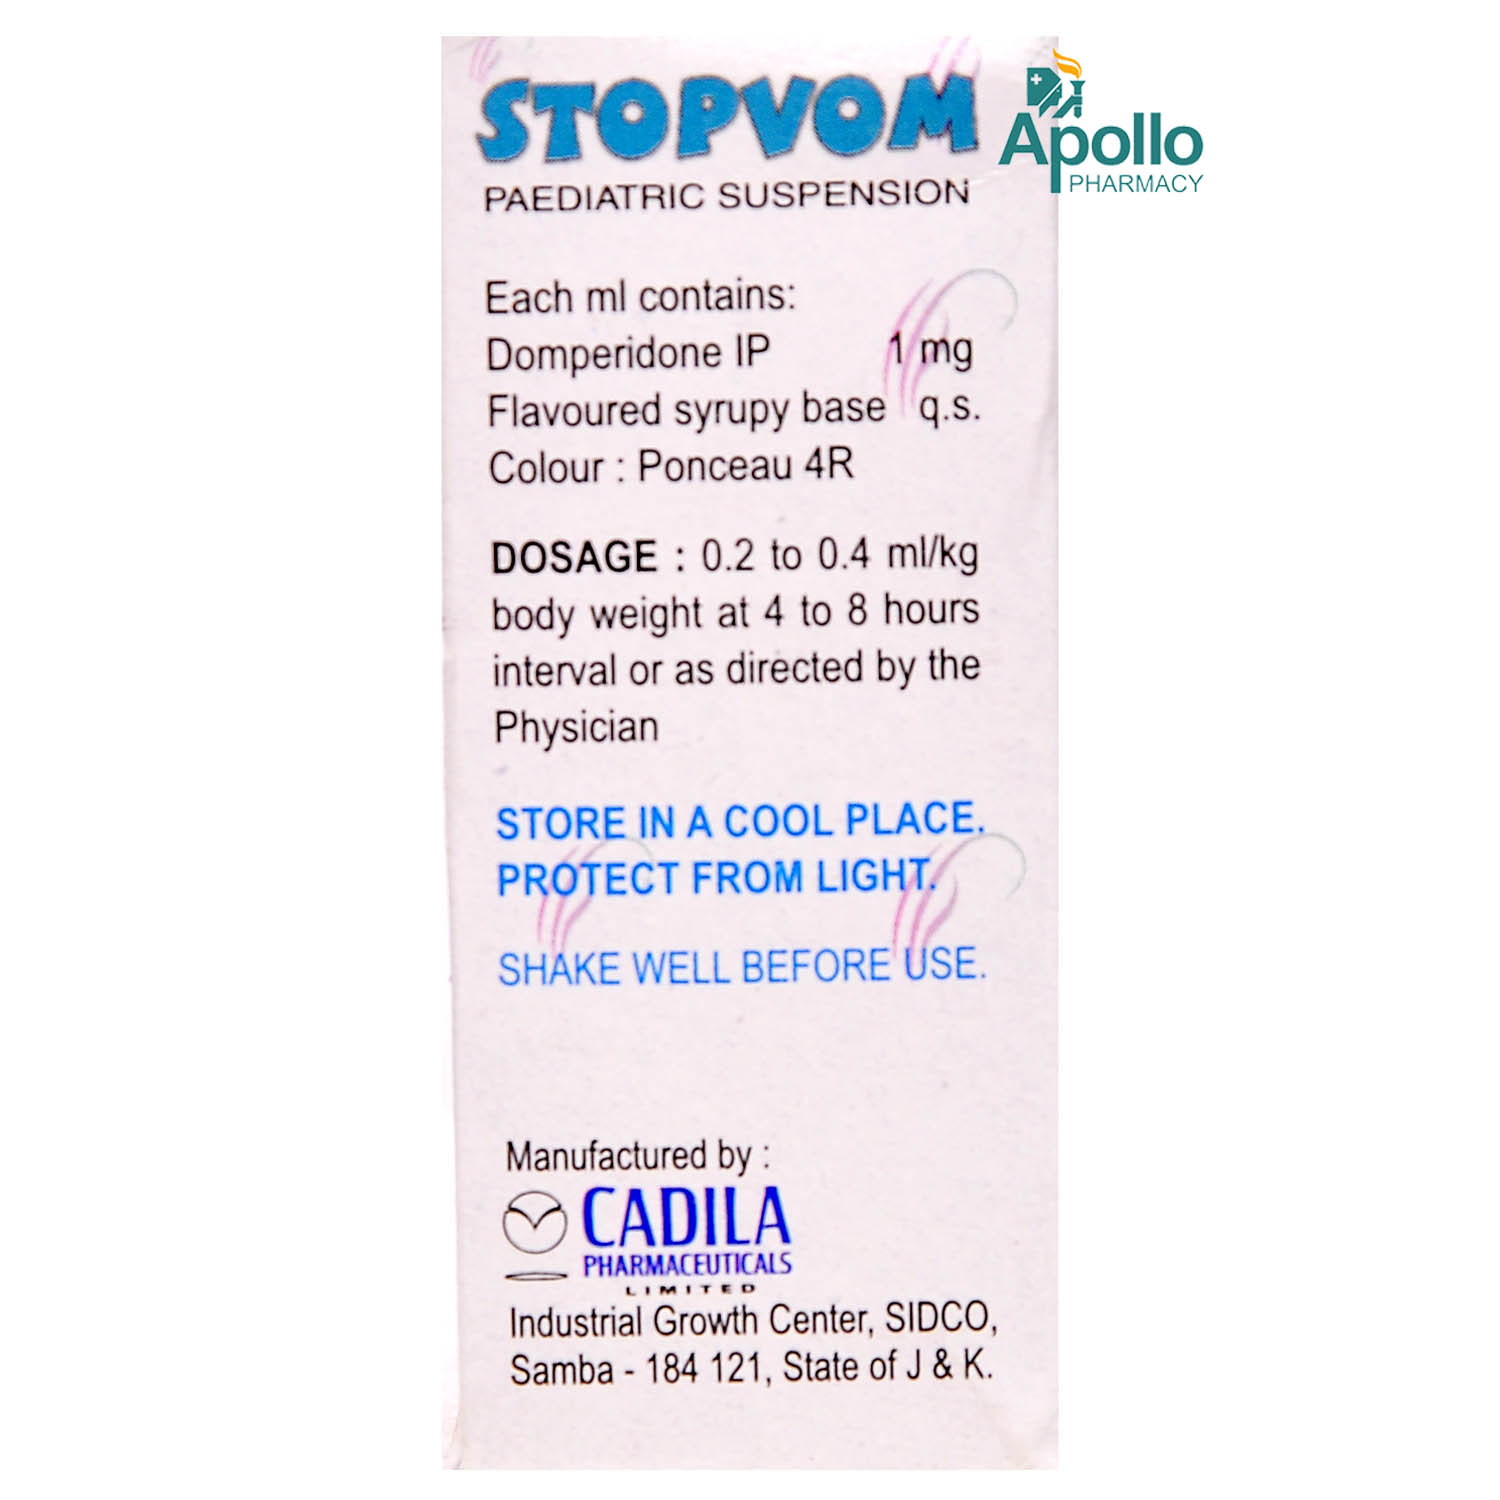 STOPVOM
Apollo
PHARMACY
PAEDIATRIC SUSPENSION
Each ml contains:
Domperidone IP 1 mg
Flavoured syrupy base q.s.
Colour : Ponceau 4R
DOSAGE : 0.2 to 0.4 ml/kg
body weight at 4 to 8 hours
interval or as directed by the
Physician
STORE IN A COOL PLACE.
PROTECT FROM LIGHT.
SHAKE WELL BEFORE USE.
Manufactured by :
CADILA
PHARMACEUTICALS
LIMITED
Industrial Growth Center, SIDCO,
Samba - 184 121, State of J & K.